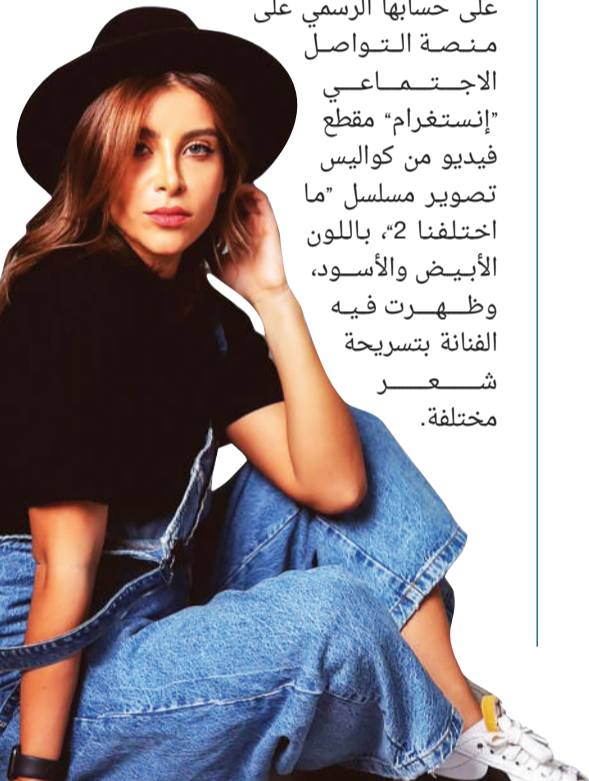 على حسابها الرسمي على
منصة التواصل
الاجتماعي
”إنستغرام“ مقطع
فيديو من كواليس
تصوير مسلسل ”ما
اختلفنا 2“، باللون
الأبيض والأسود،
وظهرت فيه
الفنانة بتسريحة
شعر
مختلفة.